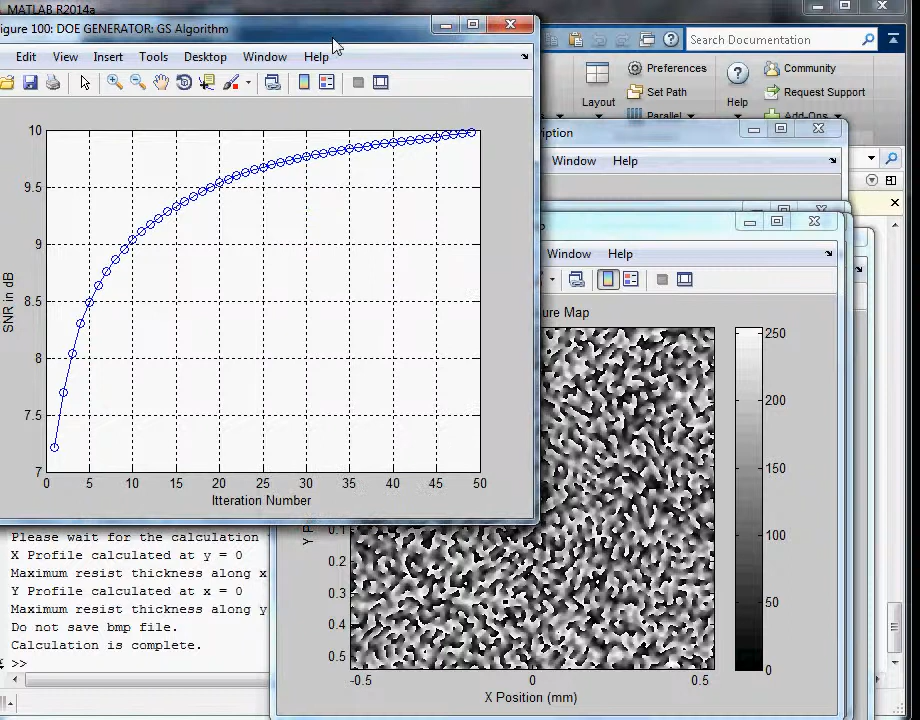 MATLAB R2014a
igure 100: DOE GENERATOR: GS Algorithm
Edit View Insert Tools Desktop Window Help
10
9.5
9
8.5
8
7.5
7
SNR in dB
0 5 10 15 20 25 30 35 40 45 50
Itteration Number
Search Documentation
Layout
Preferences
Set Path
Parallel
Help
Community
Request Support
Add-Ons
ption
Window Help
Window Help
ure Map
250
200
150
100
50
0
0.1
0.2
0.3
0.4
0.5
-0.5 0 0.5
X Position (mm)
Please wait for the calculation
X Profile calculated at y = 0
Maximum resist thickness along x
Y Profile calculated at x = 0
Maximum resist thickness along y
Do not save bmp file.
Calculation is complete.
>>